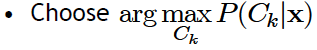 • Choose arg max P(C_k|x)
C_k